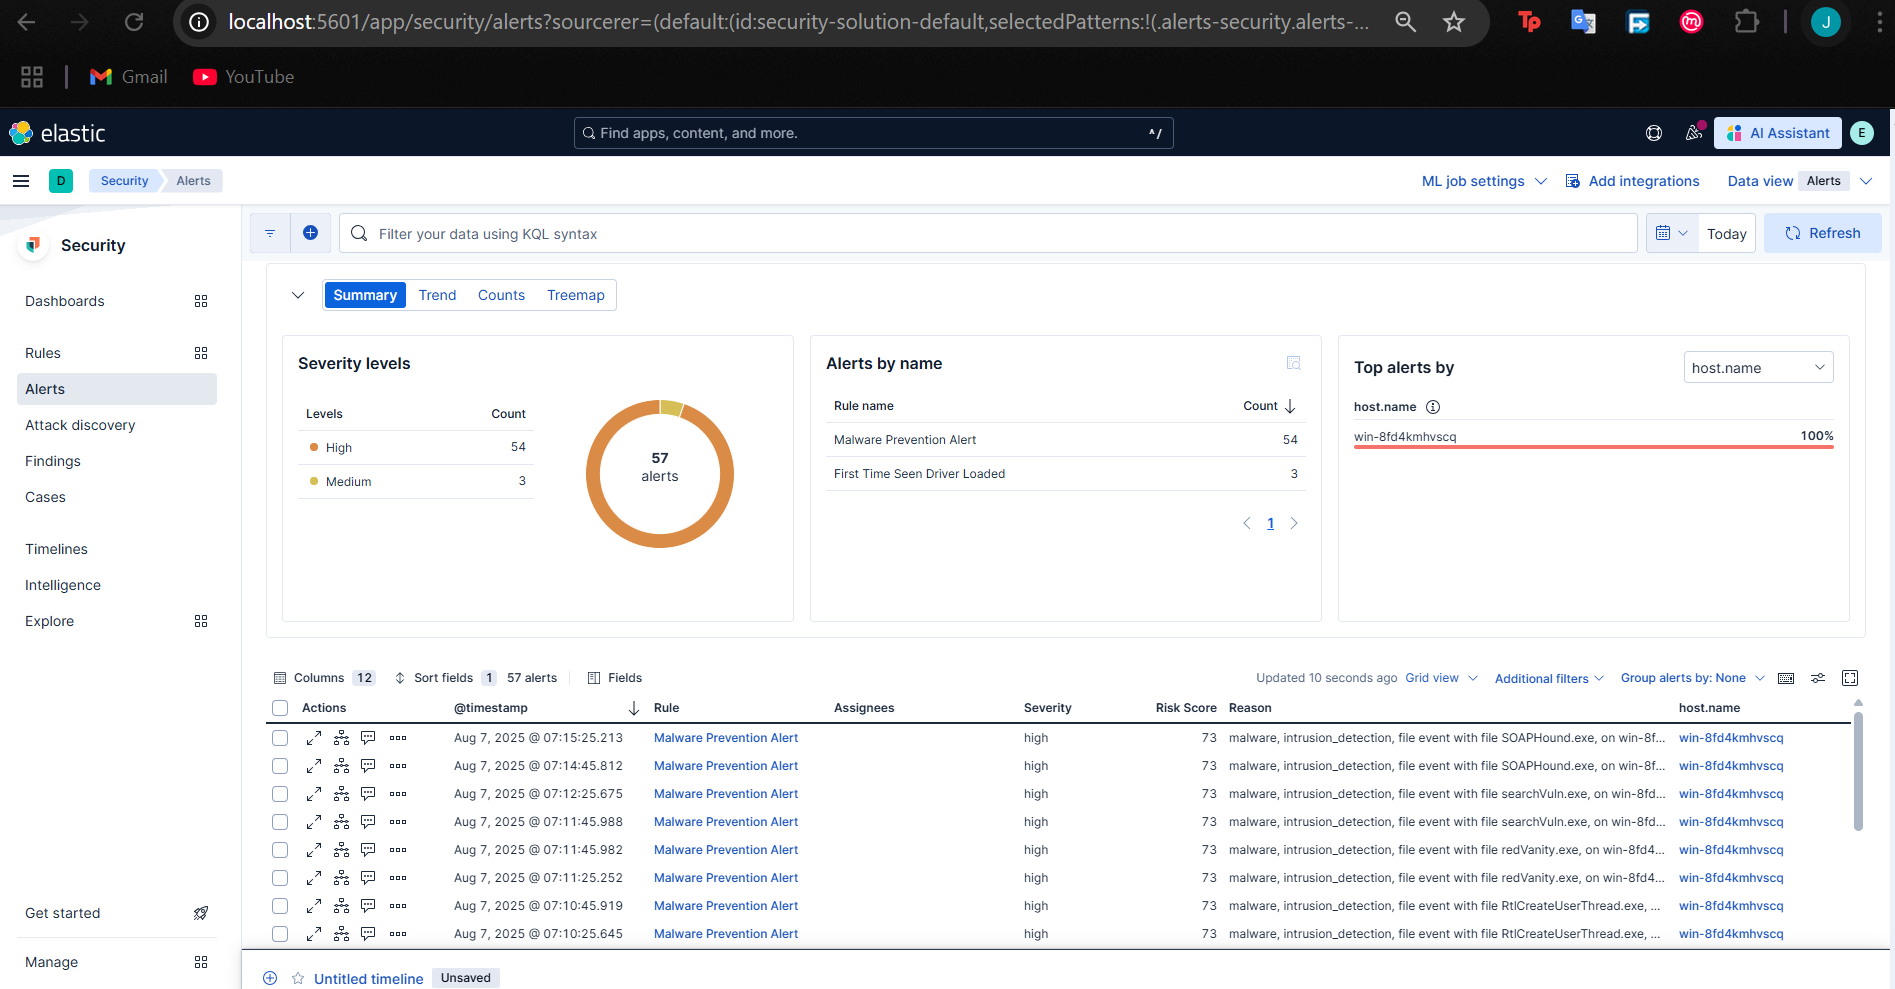 localhost:5601/app/security/alerts?sourcerer=(default:(id:security-solution-default,selectedPatterns:!(.alerts-security.alerts-...
Tp
J
Gmail
YouTube
elastic
Find apps, content, and more.
^/
AI Assistant
E
D
Security
Alerts
ML job settings
Add integrations
Data view
Alerts
Security
Filter your data using KQL syntax
Today
Refresh
Dashboards
Rules
Alerts
Attack discovery
Findings
Cases
Timelines
Intelligence
Explore
Get started
Manage
Summary
Trend
Counts
Treemap
Severity levels
Levels Count
High 54
Medium 3
57
alerts
Alerts by name
Rule name Count
Malware Prevention Alert 54
First Time Seen Driver Loaded 3
1
Top alerts by
host.name
host.name
win-8fd4kmhvscq 100%
Columns 12 Sort fields 1 57 alerts Fields
Updated 10 seconds ago Grid view Additional filters Group alerts by: None
Actions @timestamp Rule Assignees Severity Risk Score Reason host.name
Aug 7, 2025 @ 07:15:25.213 Malware Prevention Alert high 73 malware, intrusion_detection, file event with file SOAPHound.exe, on win-8f... win-8fd4kmhvscq
Aug 7, 2025 @ 07:14:45.812 Malware Prevention Alert high 73 malware, intrusion_detection, file event with file SOAPHound.exe, on win-8f... win-8fd4kmhvscq
Aug 7, 2025 @ 07:12:25.675 Malware Prevention Alert high 73 malware, intrusion_detection, file event with file searchVuln.exe, on win-8fd... win-8fd4kmhvscq
Aug 7, 2025 @ 07:11:45.988 Malware Prevention Alert high 73 malware, intrusion_detection, file event with file searchVuln.exe, on win-8fd... win-8fd4kmhvscq
Aug 7, 2025 @ 07:11:45.982 Malware Prevention Alert high 73 malware, intrusion_detection, file event with file redVanity.exe, on win-8fd4... win-8fd4kmhvscq
Aug 7, 2025 @ 07:11:25.252 Malware Prevention Alert high 73 malware, intrusion_detection, file event with file redVanity.exe, on win-8fd4... win-8fd4kmhvscq
Aug 7, 2025 @ 07:10:45.919 Malware Prevention Alert high 73 malware, intrusion_detection, file event with file RtlCreateUserThread.exe, ... win-8fd4kmhvscq
Aug 7, 2025 @ 07:10:25.645 Malware Prevention Alert high 73 malware, intrusion_detection, file event with file RtlCreateUserThread.exe, ... win-8fd4kmhvscq
Untitled timeline Unsaved